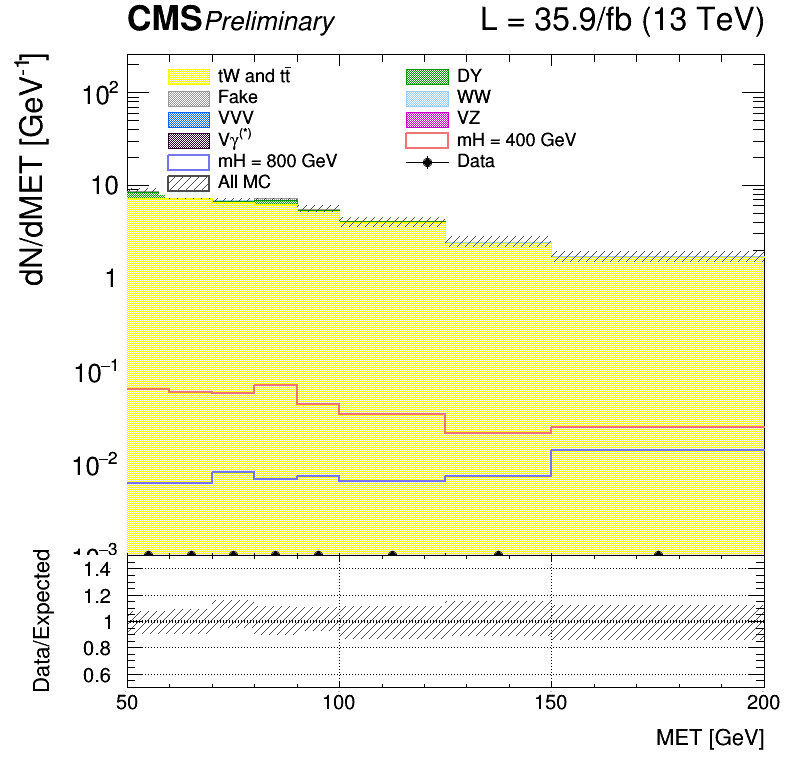 CMS Preliminary L = 35.9/fb (13 TeV)
dN/dMET [GeV⁻¹]
tW and tt̄ DY
Fake WW
VVV VZ
Vγ⁽*⁾ mH = 400 GeV
mH = 800 GeV Data
All MC
10²
10
1
10⁻¹
10⁻²
10⁻³
Data/Expected
1.4
1.2
1
0.8
0.6
50 100 150 200
MET [GeV]